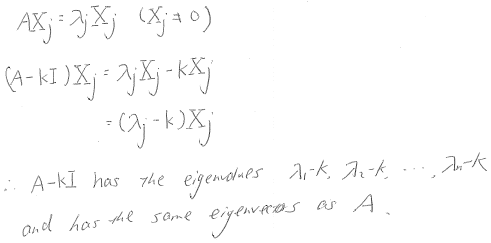 AXj = λjXj (Xj ≠ 0)
(A-kI)Xj = λjXj - kXj
= (λj - k)Xj
∴ A-kI has the eigenvalues λ₁-k, λ₂-k, ⋯, λn-k
and has the same eigenvectors as A.